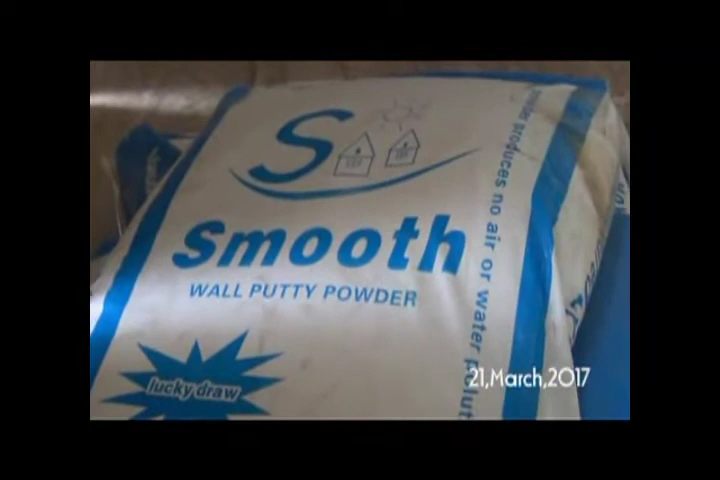 S
Smooth
WALL PUTTY POWDER
lucky draw
produces no air or water
21,March,2017